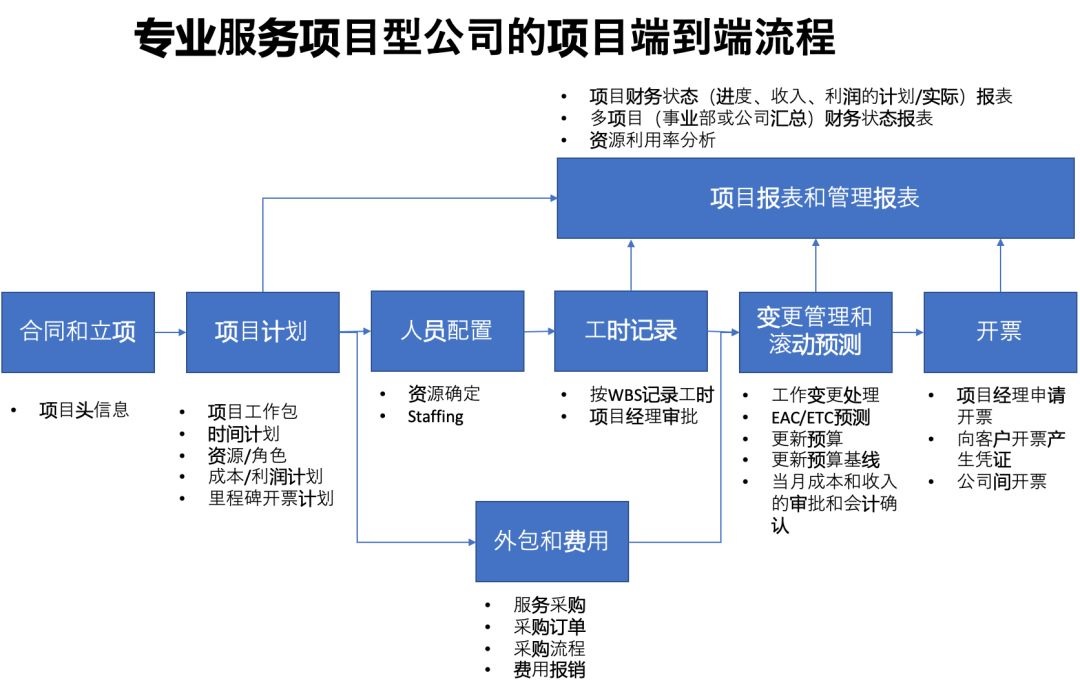 专业服务项目型公司的项目端到端流程
• 项目财务状态（进度、收入、利润的计划/实际）报表
• 多项目（事业部或公司汇总）财务状态报表
• 资源利用率分析
项目报表和管理报表
合同和立项
• 项目头信息
项目计划
• 项目工作包
• 时间计划
• 资源/角色
• 成本/利润计划
• 里程碑开票计划
人员配置
• 资源确定
• Staffing
工时记录
• 按WBS记录工时
• 项目经理审批
变更管理和
滚动预测
• 工作变更处理
• EAC/ETC预测
• 更新预算
• 更新预算基线
• 当月成本和收入
的审批和会计确
认
开票
• 项目经理申请
开票
• 向客户开票产
生凭证
• 公司间开票
外包和费用
• 服务采购
• 采购订单
• 采购流程
• 费用报销